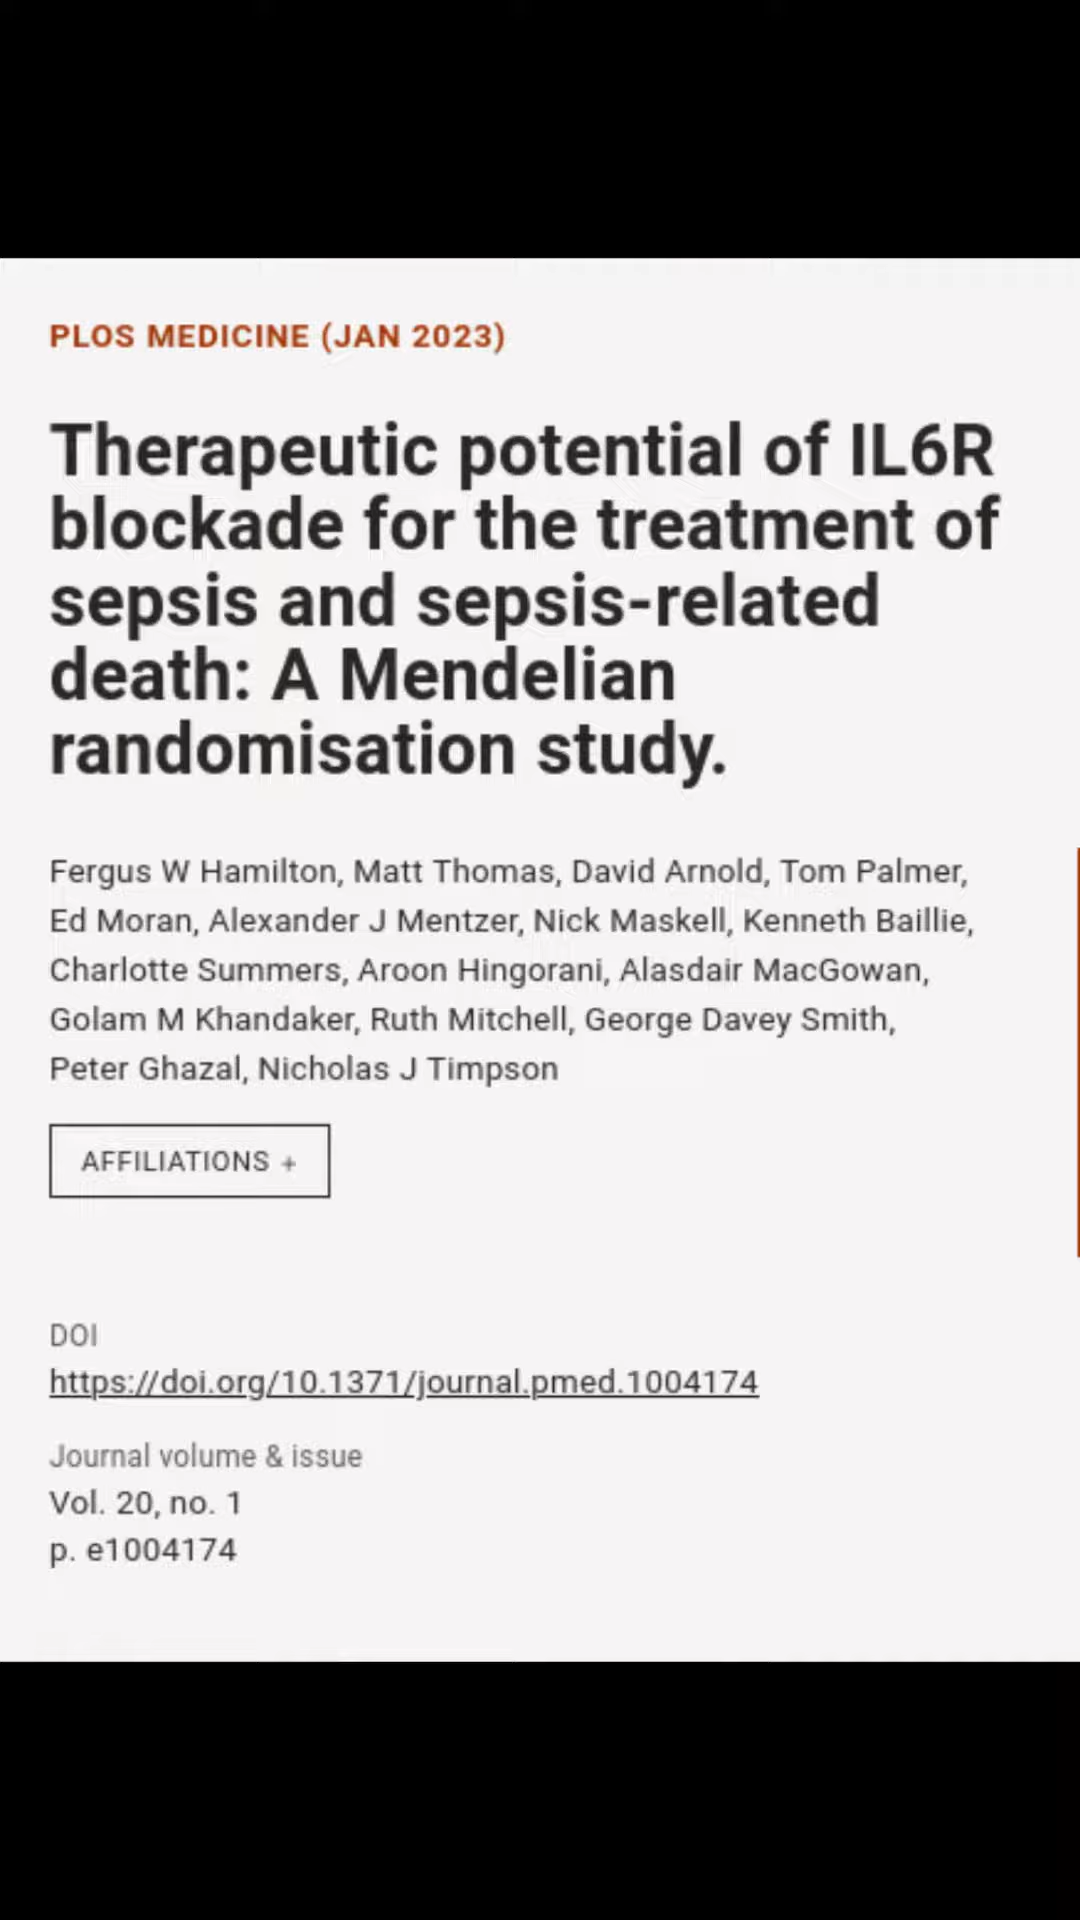 PLOS MEDICINE (JAN 2023)
Therapeutic potential of IL6R
blockade for the treatment of
sepsis and sepsis-related
death: A Mendelian
randomisation study.
Fergus W Hamilton, Matt Thomas, David Arnold, Tom Palmer,
Ed Moran, Alexander J Mentzer, Nick Maskell, Kenneth Baillie,
Charlotte Summers, Aroon Hingorani, Alasdair MacGowan,
Golam M Khandaker, Ruth Mitchell, George Davey Smith,
Peter Ghazal, Nicholas J Timpson
AFFILIATIONS +
DOI
https://doi.org/10.1371/journal.pmed.1004174
Journal volume & issue
Vol. 20, no. 1
p. e1004174